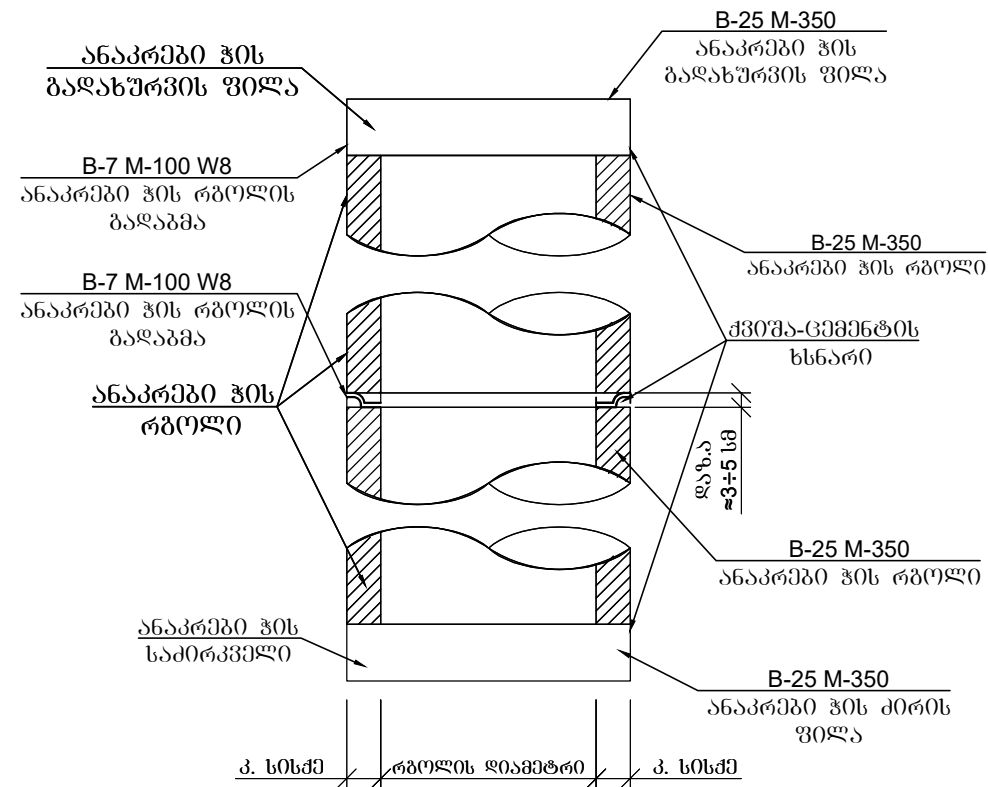 B-25 M-350
ანაკრები ჭის
გადახურვის ფილა
ანაკრები ჭის
გადახურვის ფილა
B-7 M-100 W8
ანაკრები ჭის რგოლის
გადაბმა
B-25 M-350
ანაკრები ჭის რგოლი
B-7 M-100 W8
ანაკრები ჭის რგოლის
გადაბმა
ქვიშა-ცემენტის
ხსნარი
ანაკრები ჭის
რგოლი
დაზ.ა
≈3÷5 სმ
B-25 M-350
ანაკრები ჭის რგოლი
ანაკრები ჭის
საძირკველი
B-25 M-350
ანაკრები ჭის ძირის
ფილა
კ. სისქე
რგოლის დიამეტრი
კ. სისქე